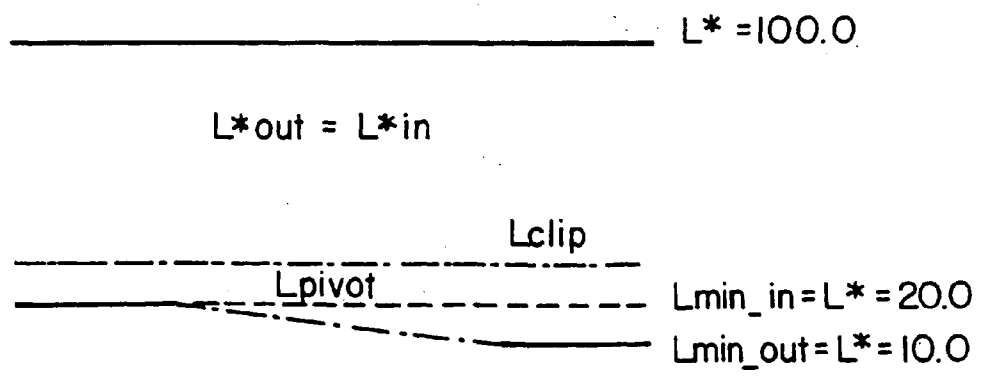 L* =100.0
L*out = L*in
Lclip
Lpivot
Lmin_in=L*=20.0
Lmin_out=L*=10.0